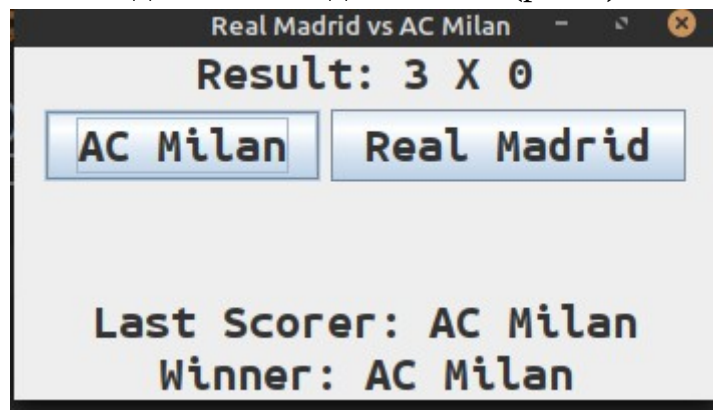 Real Madrid vs AC Milan
Result: 3 X 0
AC Milan Real Madrid
Last Scorer: AC Milan
Winner: AC Milan